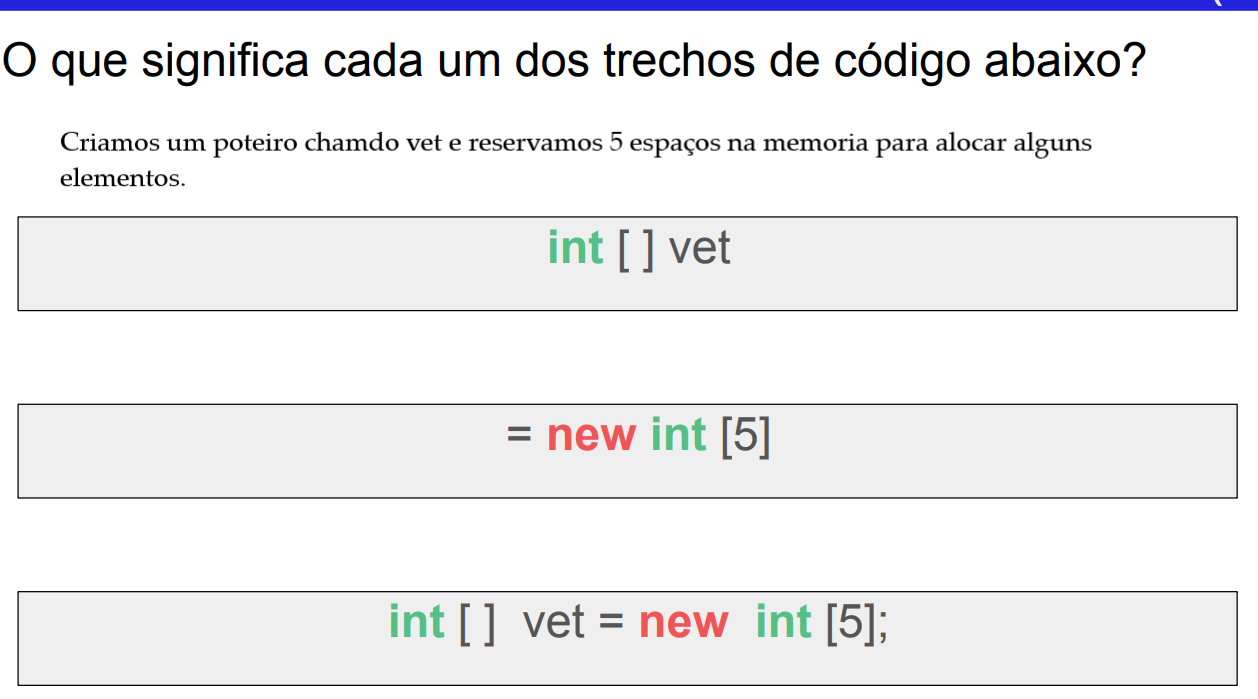 O que significa cada um dos trechos de código abaixo?
Criamos um poteiro chamdo vet e reservamos 5 espaços na memoria para alocar alguns
elementos.
int [ ] vet
= new int [5]
int [ ] vet = new int [5];